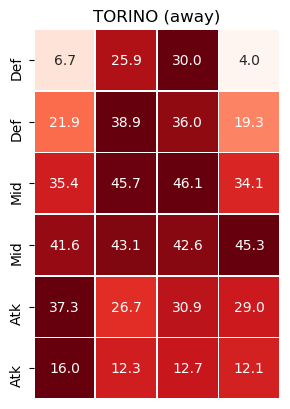 TORINO (away)
Def 6.7 25.9 30.0 4.0
Def 21.9 38.9 36.0 19.3
Mid 35.4 45.7 46.1 34.1
Mid 41.6 43.1 42.6 45.3
Atk 37.3 26.7 30.9 29.0
Atk 16.0 12.3 12.7 12.1